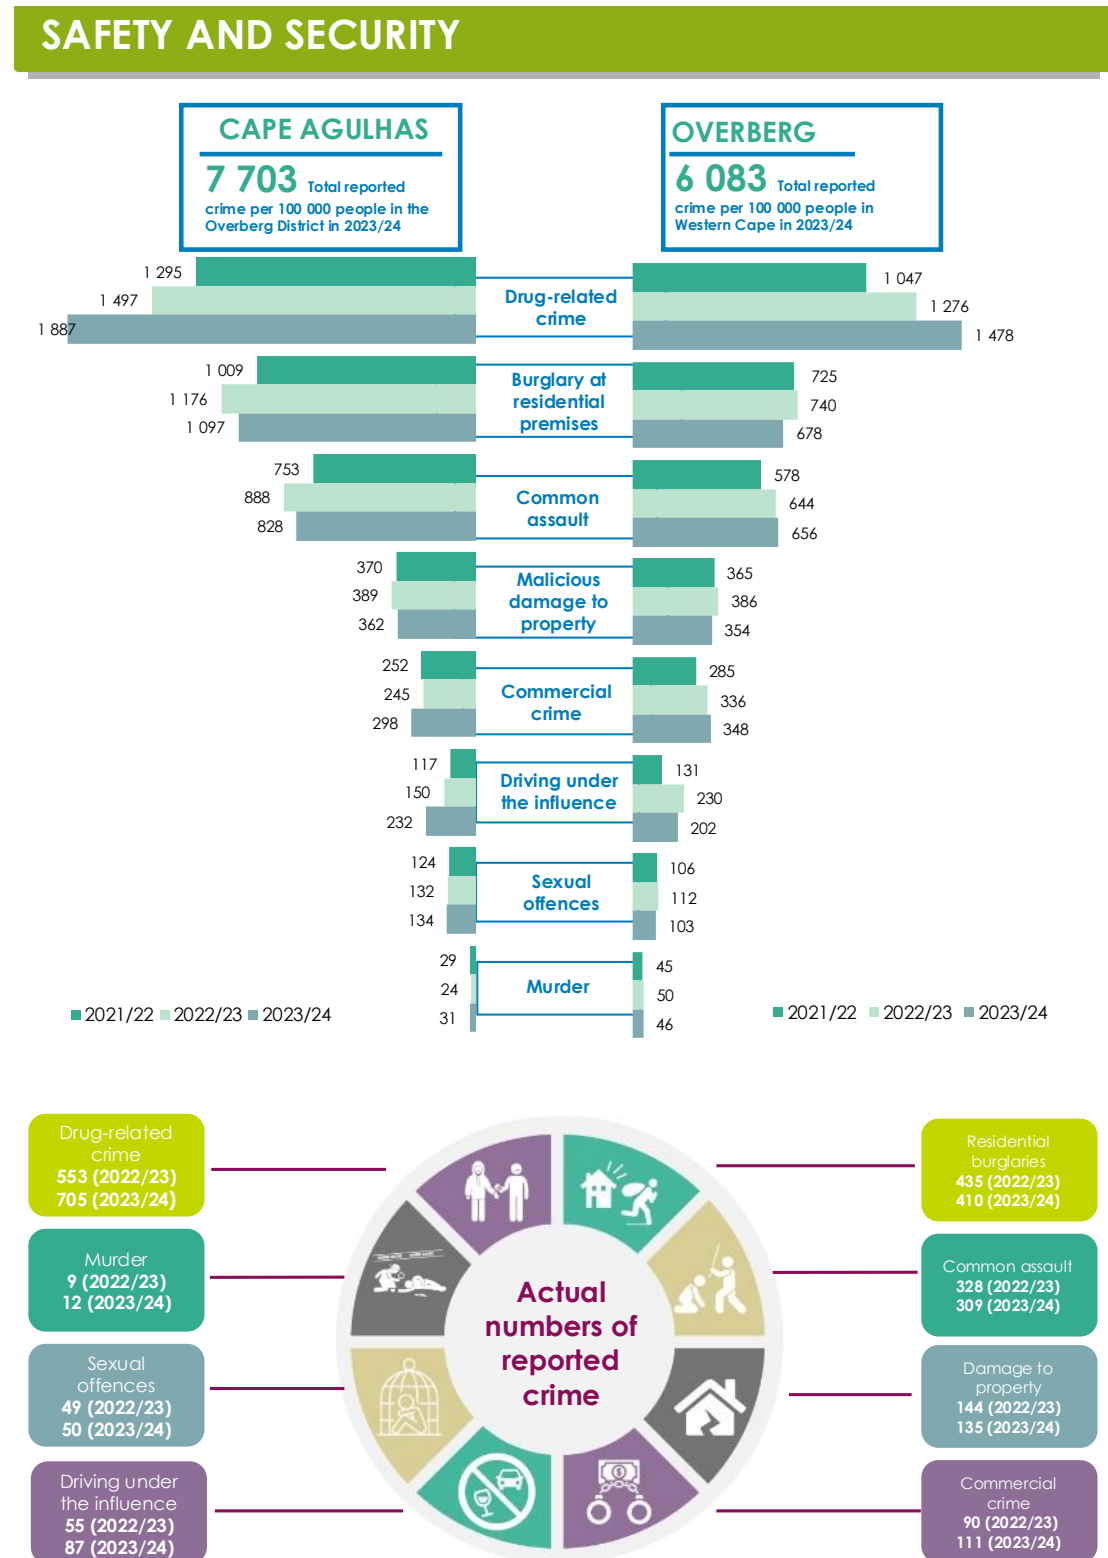 SAFETY AND SECURITY
CAPE AGULHAS
7 703 Total reported
crime per 100 000 people in the
Overberg District in 2023/24
OVERBERG
6 083 Total reported
crime per 100 000 people in
Western Cape in 2023/24
1 295
1 497
1 887
Drug-related
crime
1 047
1 276
1 478
1 009
1 176
1 097
Burglary at
residential
premises
725
740
678
753
888
828
Common
assault
578
644
656
370
389
362
Malicious
damage to
property
365
386
354
252
245
298
Commercial
crime
285
336
348
117
150
232
Driving under
the influence
131
230
202
124
132
134
Sexual
offences
106
112
103
29
24
31
Murder
45
50
46
2021/22 2022/23 2023/24
2021/22 2022/23 2023/24
Drug-related
crime
553 (2022/23)
705 (2023/24)
Murder
9 (2022/23)
12 (2023/24)
Sexual
offences
49 (2022/23)
50 (2023/24)
Driving under
the influence
55 (2022/23)
87 (2023/24)
Actual
numbers of
reported
crime
Residential
burglaries
435 (2022/23)
410 (2023/24)
Common assault
328 (2022/23)
309 (2023/24)
Damage to
property
144 (2022/23)
135 (2023/24)
Commercial
crime
90 (2022/23)
111 (2023/24)